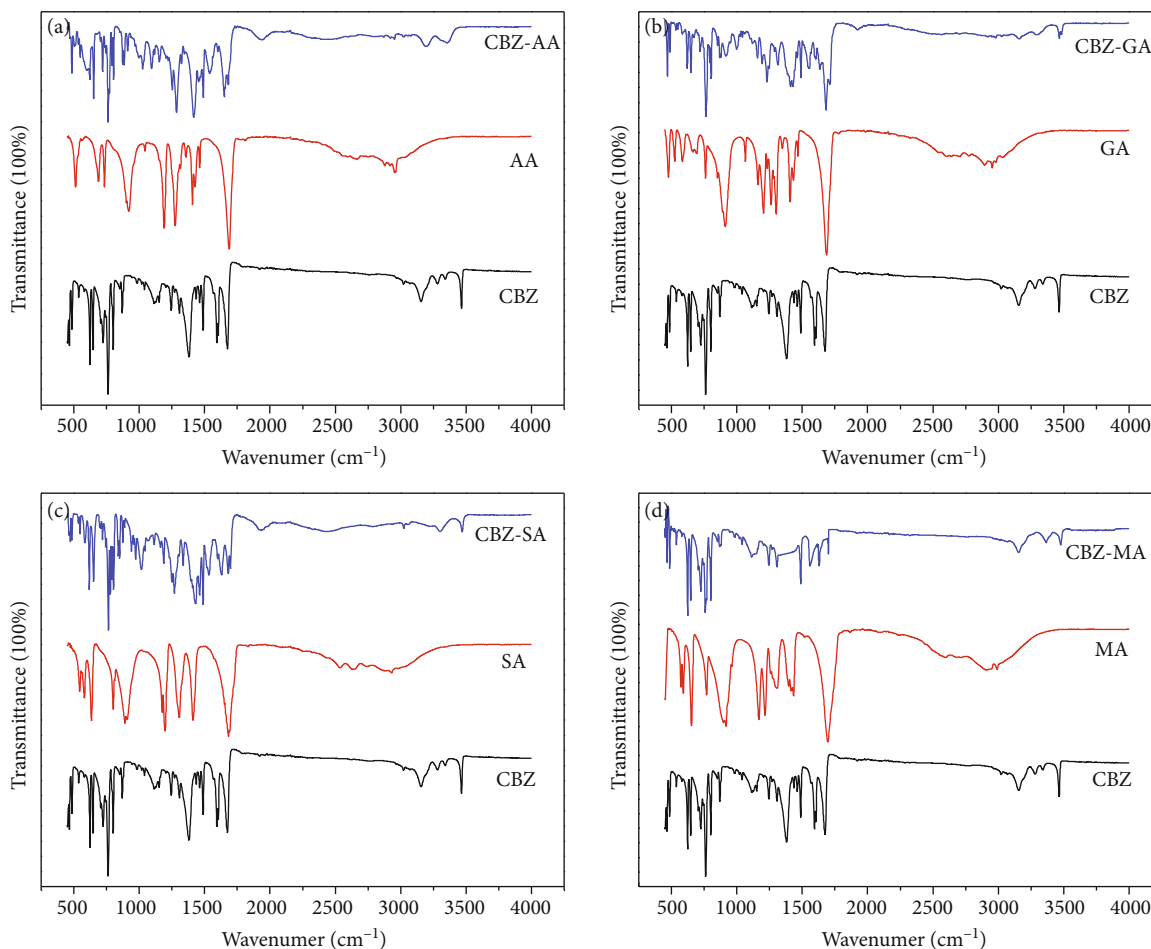 (a)
CBZ-AA
AA
CBZ
Transmittance (100%)
500 1000 1500 2000 2500 3000 3500 4000
Wavenumer (cm⁻¹)
(b)
CBZ-GA
GA
CBZ
Transmittance (100%)
500 1000 1500 2000 2500 3000 3500 4000
Wavenumer (cm⁻¹)
(c)
CBZ-SA
SA
CBZ
Transmittance (100%)
500 1000 1500 2000 2500 3000 3500 4000
Wavenumer (cm⁻¹)
(d)
CBZ-MA
MA
CBZ
Transmittance (100%)
500 1000 1500 2000 2500 3000 3500 4000
Wavenumer (cm⁻¹)